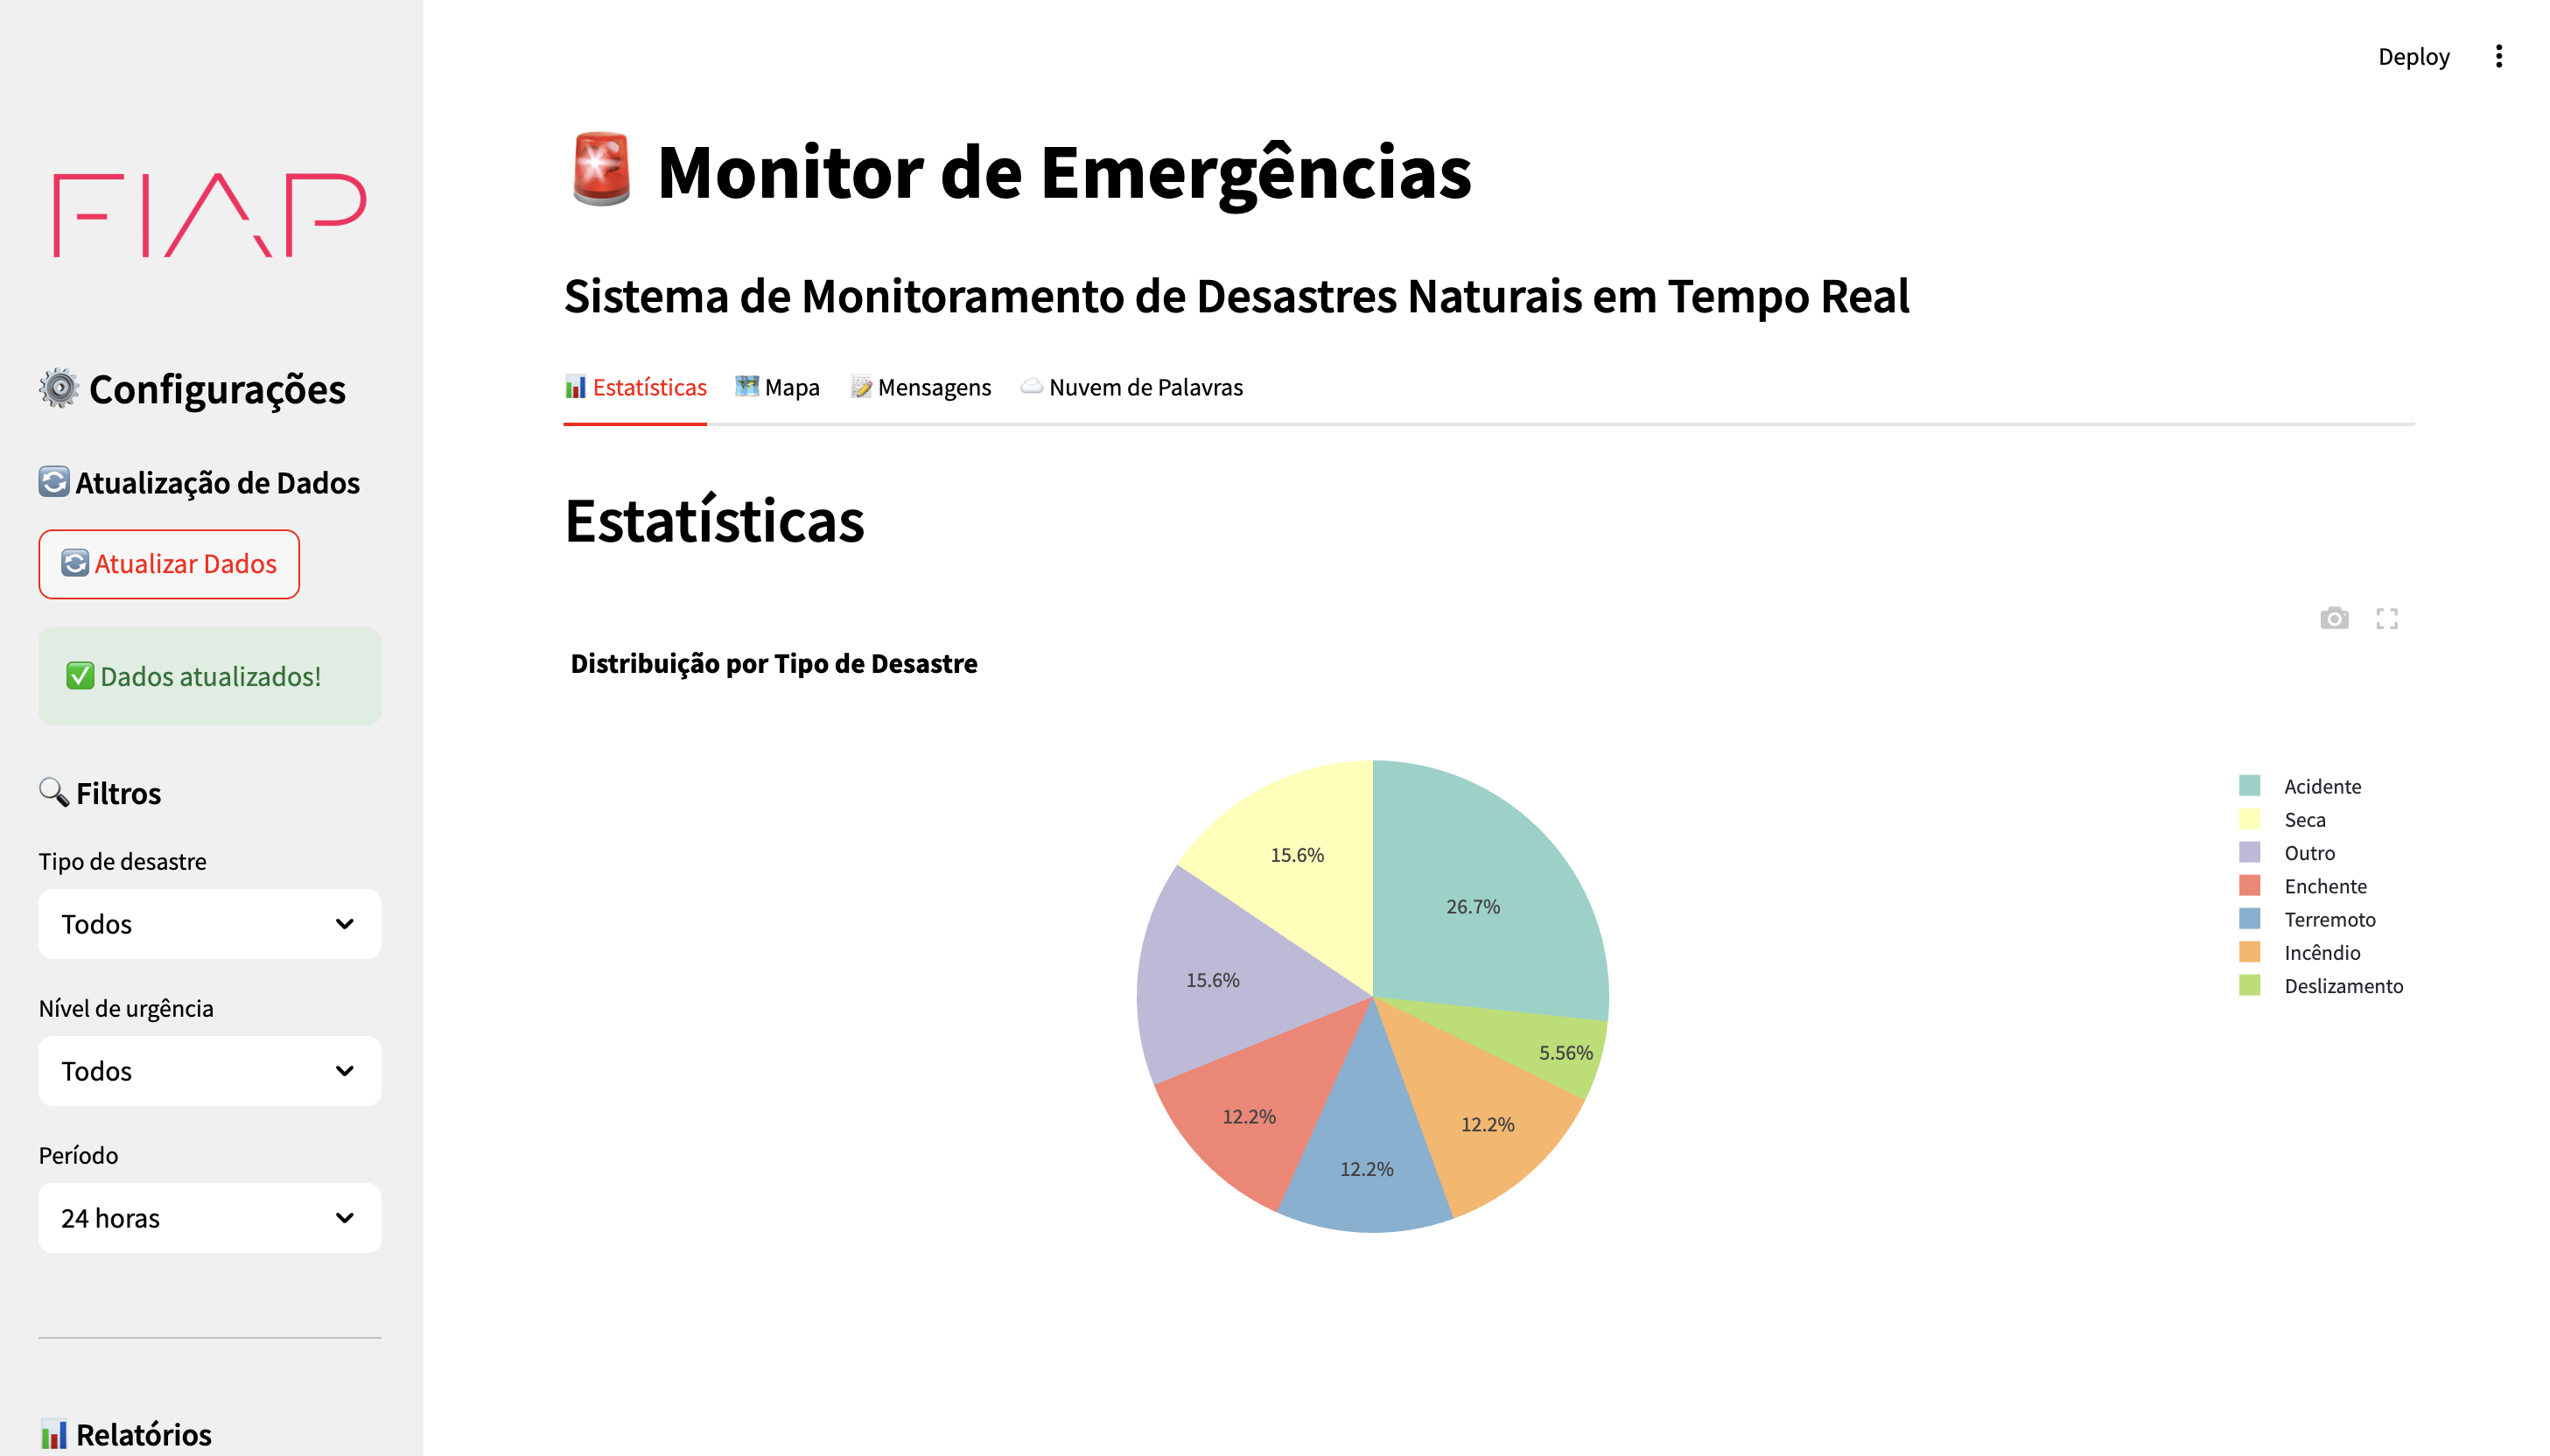 FIAP
⚙️ Configurações
🔄 Atualização de Dados
🔄 Atualizar Dados
✅ Dados atualizados!
🔍 Filtros
Tipo de desastre
Todos
Nível de urgência
Todos
Período
24 horas
📊 Relatórios
Deploy
🚨 Monitor de Emergências
Sistema de Monitoramento de Desastres Naturais em Tempo Real
📊 Estatísticas 🗺️ Mapa 📝 Mensagens ☁️ Nuvem de Palavras
Estatísticas
Distribuição por Tipo de Desastre
15.6%
26.7%
15.6%
5.56%
12.2%
12.2%
12.2%
Acidente
Seca
Outro
Enchente
Terremoto
Incêndio
Deslizamento